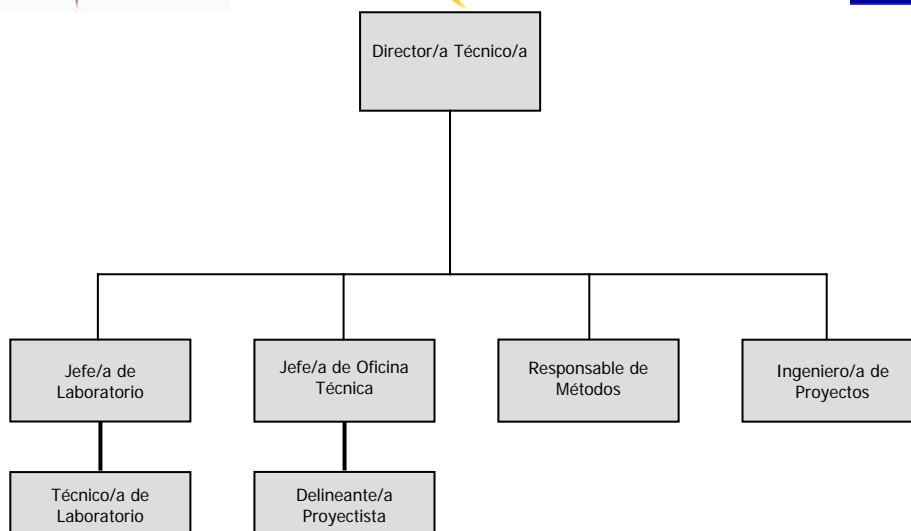 Director/a Técnico/a
Jefe/a de
Laboratorio
Jefe/a de Oficina
Técnica
Responsable de
Métodos
Ingeniero/a de
Proyectos
Técnico/a de
Laboratorio
Delineante/a
Proyectista